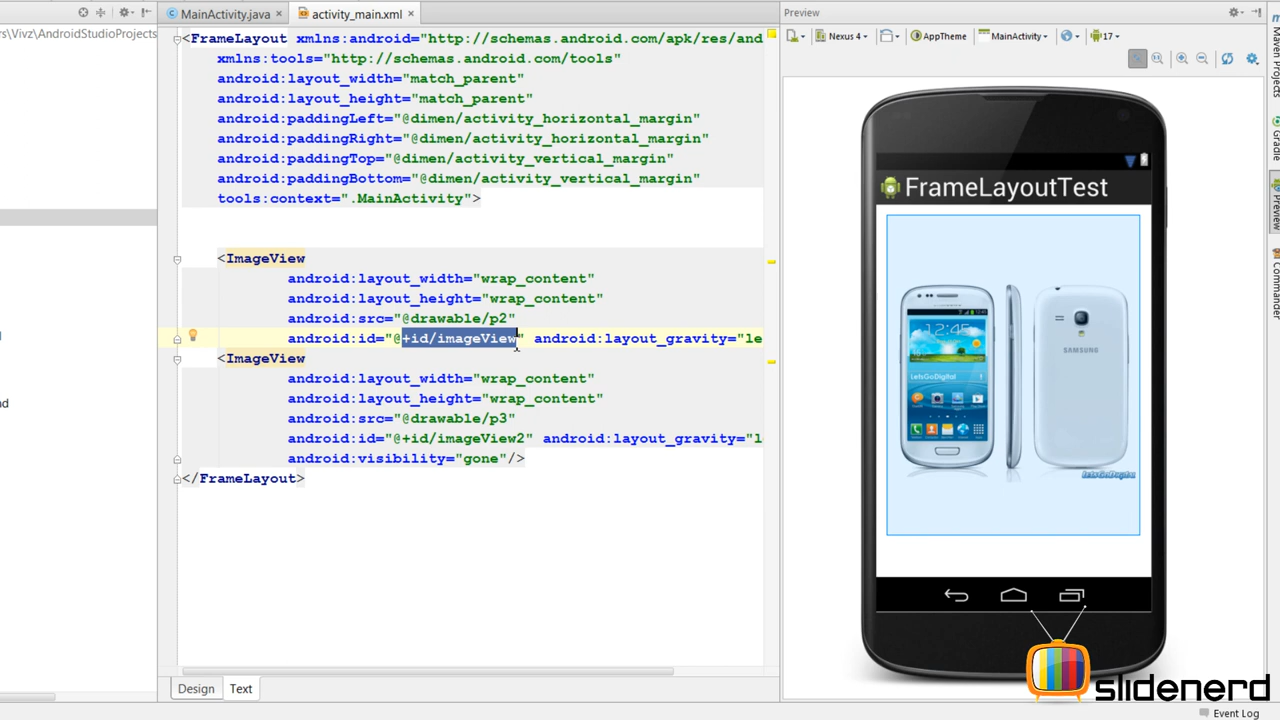 MainActivity.java
activity_main.xml
Preview
s\Vivz\AndroidStudioProjects
Nexus 4
AppTheme
MainActivity
17
<FrameLayout xmlns:android="http://schemas.android.com/apk/res/and
xmlns:tools="http://schemas.android.com/tools"
android:layout_width="match_parent"
android:layout_height="match_parent"
android:paddingLeft="@dimen/activity_horizontal_margin"
android:paddingRight="@dimen/activity_horizontal_margin"
android:paddingTop="@dimen/activity_vertical_margin"
android:paddingBottom="@dimen/activity_vertical_margin"
tools:context=".MainActivity">
<ImageView
android:layout_width="wrap_content"
android:layout_height="wrap_content"
android:src="@drawable/p2"
android:id="@+id/imageView" android:layout_gravity="le
<ImageView
android:layout_width="wrap_content"
android:layout_height="wrap_content"
android:src="@drawable/p3"
android:id="@+id/imageView2" android:layout_gravity="l
android:visibility="gone"/>
</FrameLayout>
nd
Design
Text
FrameLayoutTest
LetsGoDigital
SAMSUNG
LetsGoDigital
Maven Projects
Gradle
Preview
Commander
slidenerd
Event Log